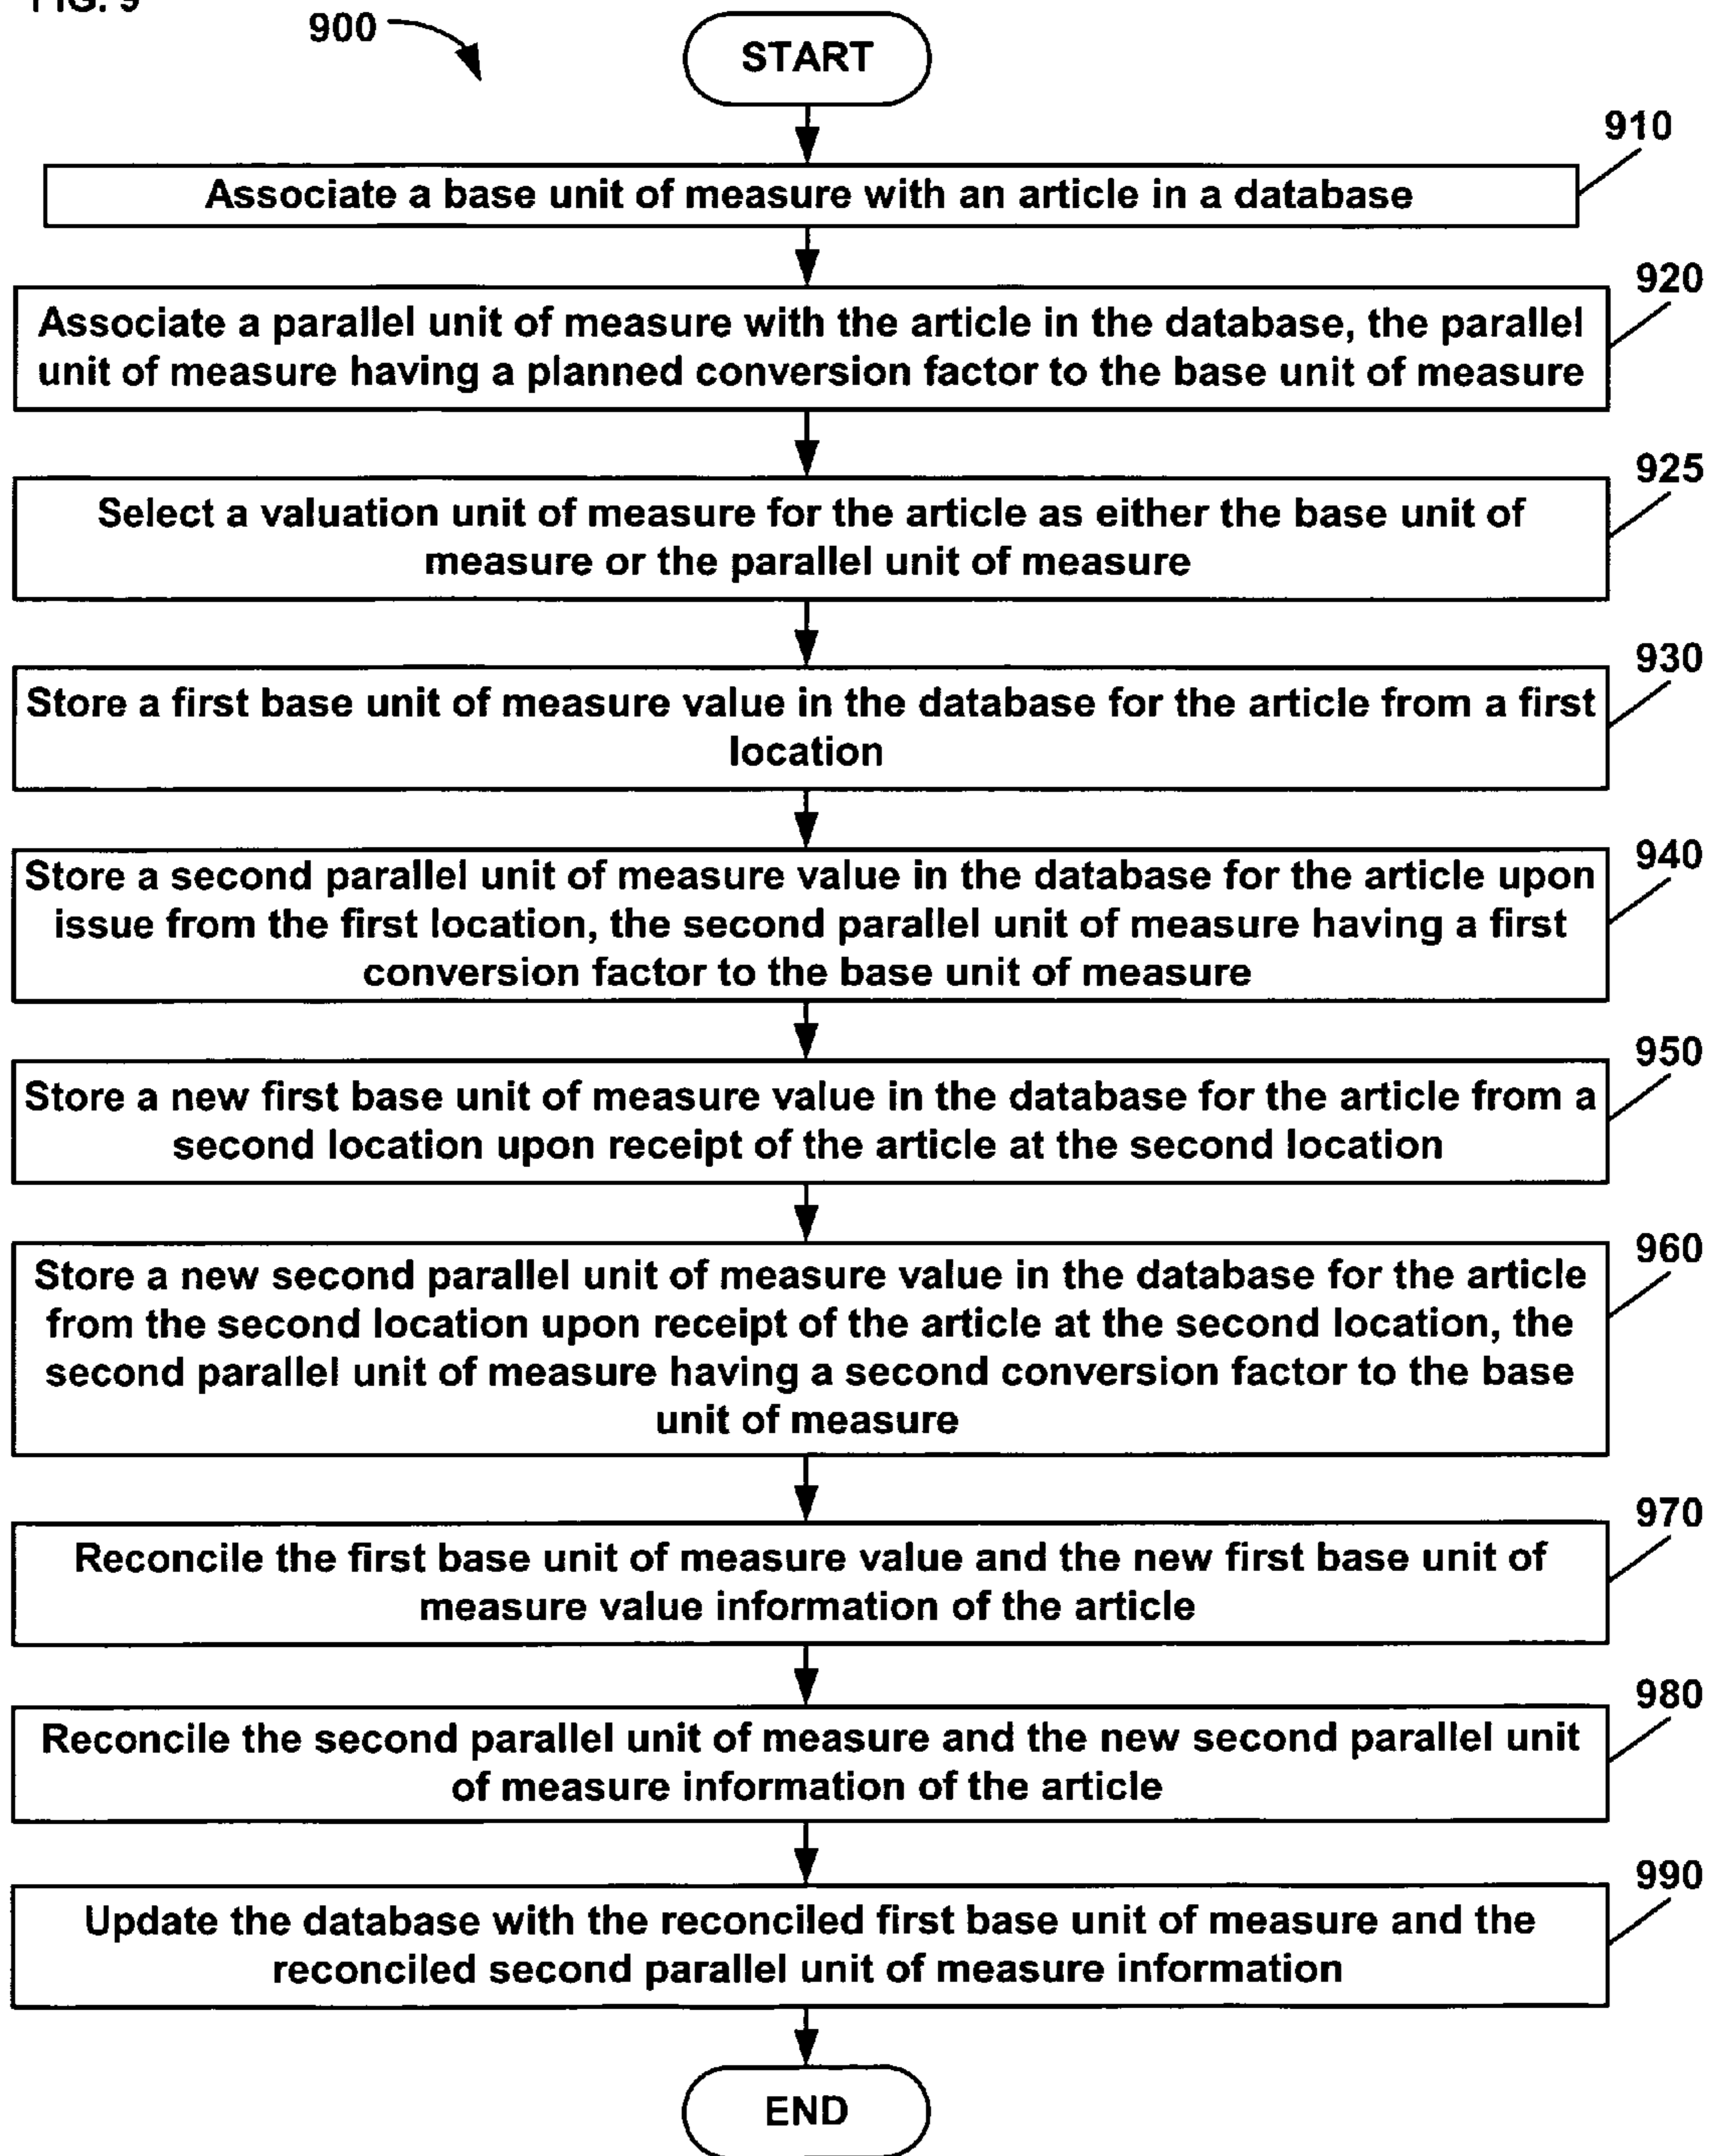 FIG. 9
900
START
910
Associate a base unit of measure with an article in a database
920
Associate a parallel unit of measure with the article in the database, the parallel
unit of measure having a planned conversion factor to the base unit of measure
925
Select a valuation unit of measure for the article as either the base unit of
measure or the parallel unit of measure
930
Store a first base unit of measure value in the database for the article from a first
location
940
Store a second parallel unit of measure value in the database for the article upon
issue from the first location, the second parallel unit of measure having a first
conversion factor to the base unit of measure
950
Store a new first base unit of measure value in the database for the article from a
second location upon receipt of the article at the second location
960
Store a new second parallel unit of measure value in the database for the article
from the second location upon receipt of the article at the second location, the
second parallel unit of measure having a second conversion factor to the base
unit of measure
970
Reconcile the first base unit of measure value and the new first base unit of
measure value information of the article
980
Reconcile the second parallel unit of measure and the new second parallel unit
of measure information of the article
990
Update the database with the reconciled first base unit of measure and the
reconciled second parallel unit of measure information
END